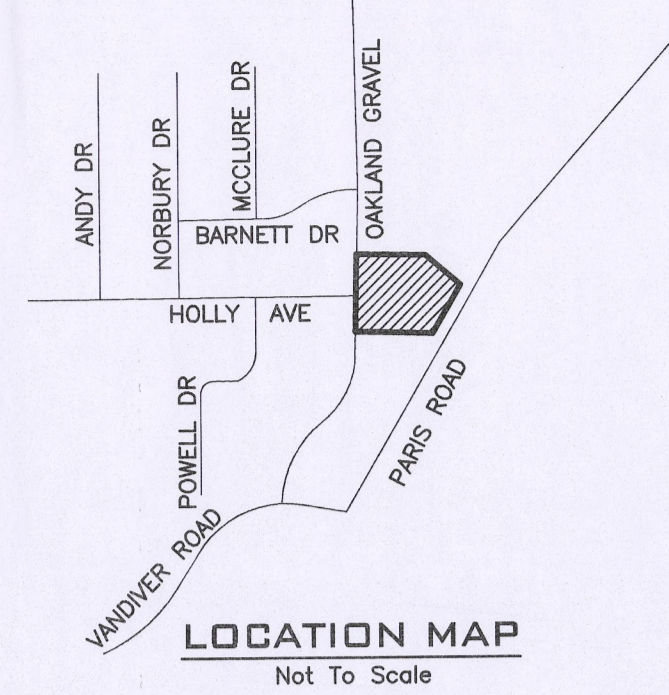 OAKLAND GRAVEL
MCCLURE DR
NORBURY DR
ANDY DR
BARNETT DR
HOLLY AVE
PARIS ROAD
POWELL DR
VANDIVER ROAD
LOCATION MAP
Not To Scale